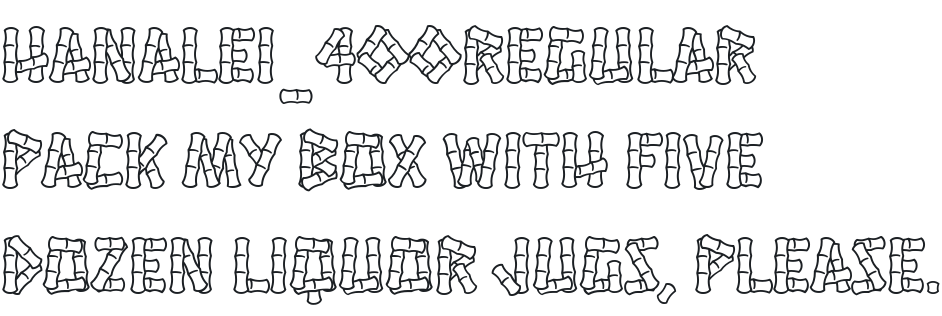 HANALEI_400REGULAR
PACK MY BOX WITH FIVE
DOZEN LIQUOR JUGS, PLEASE.